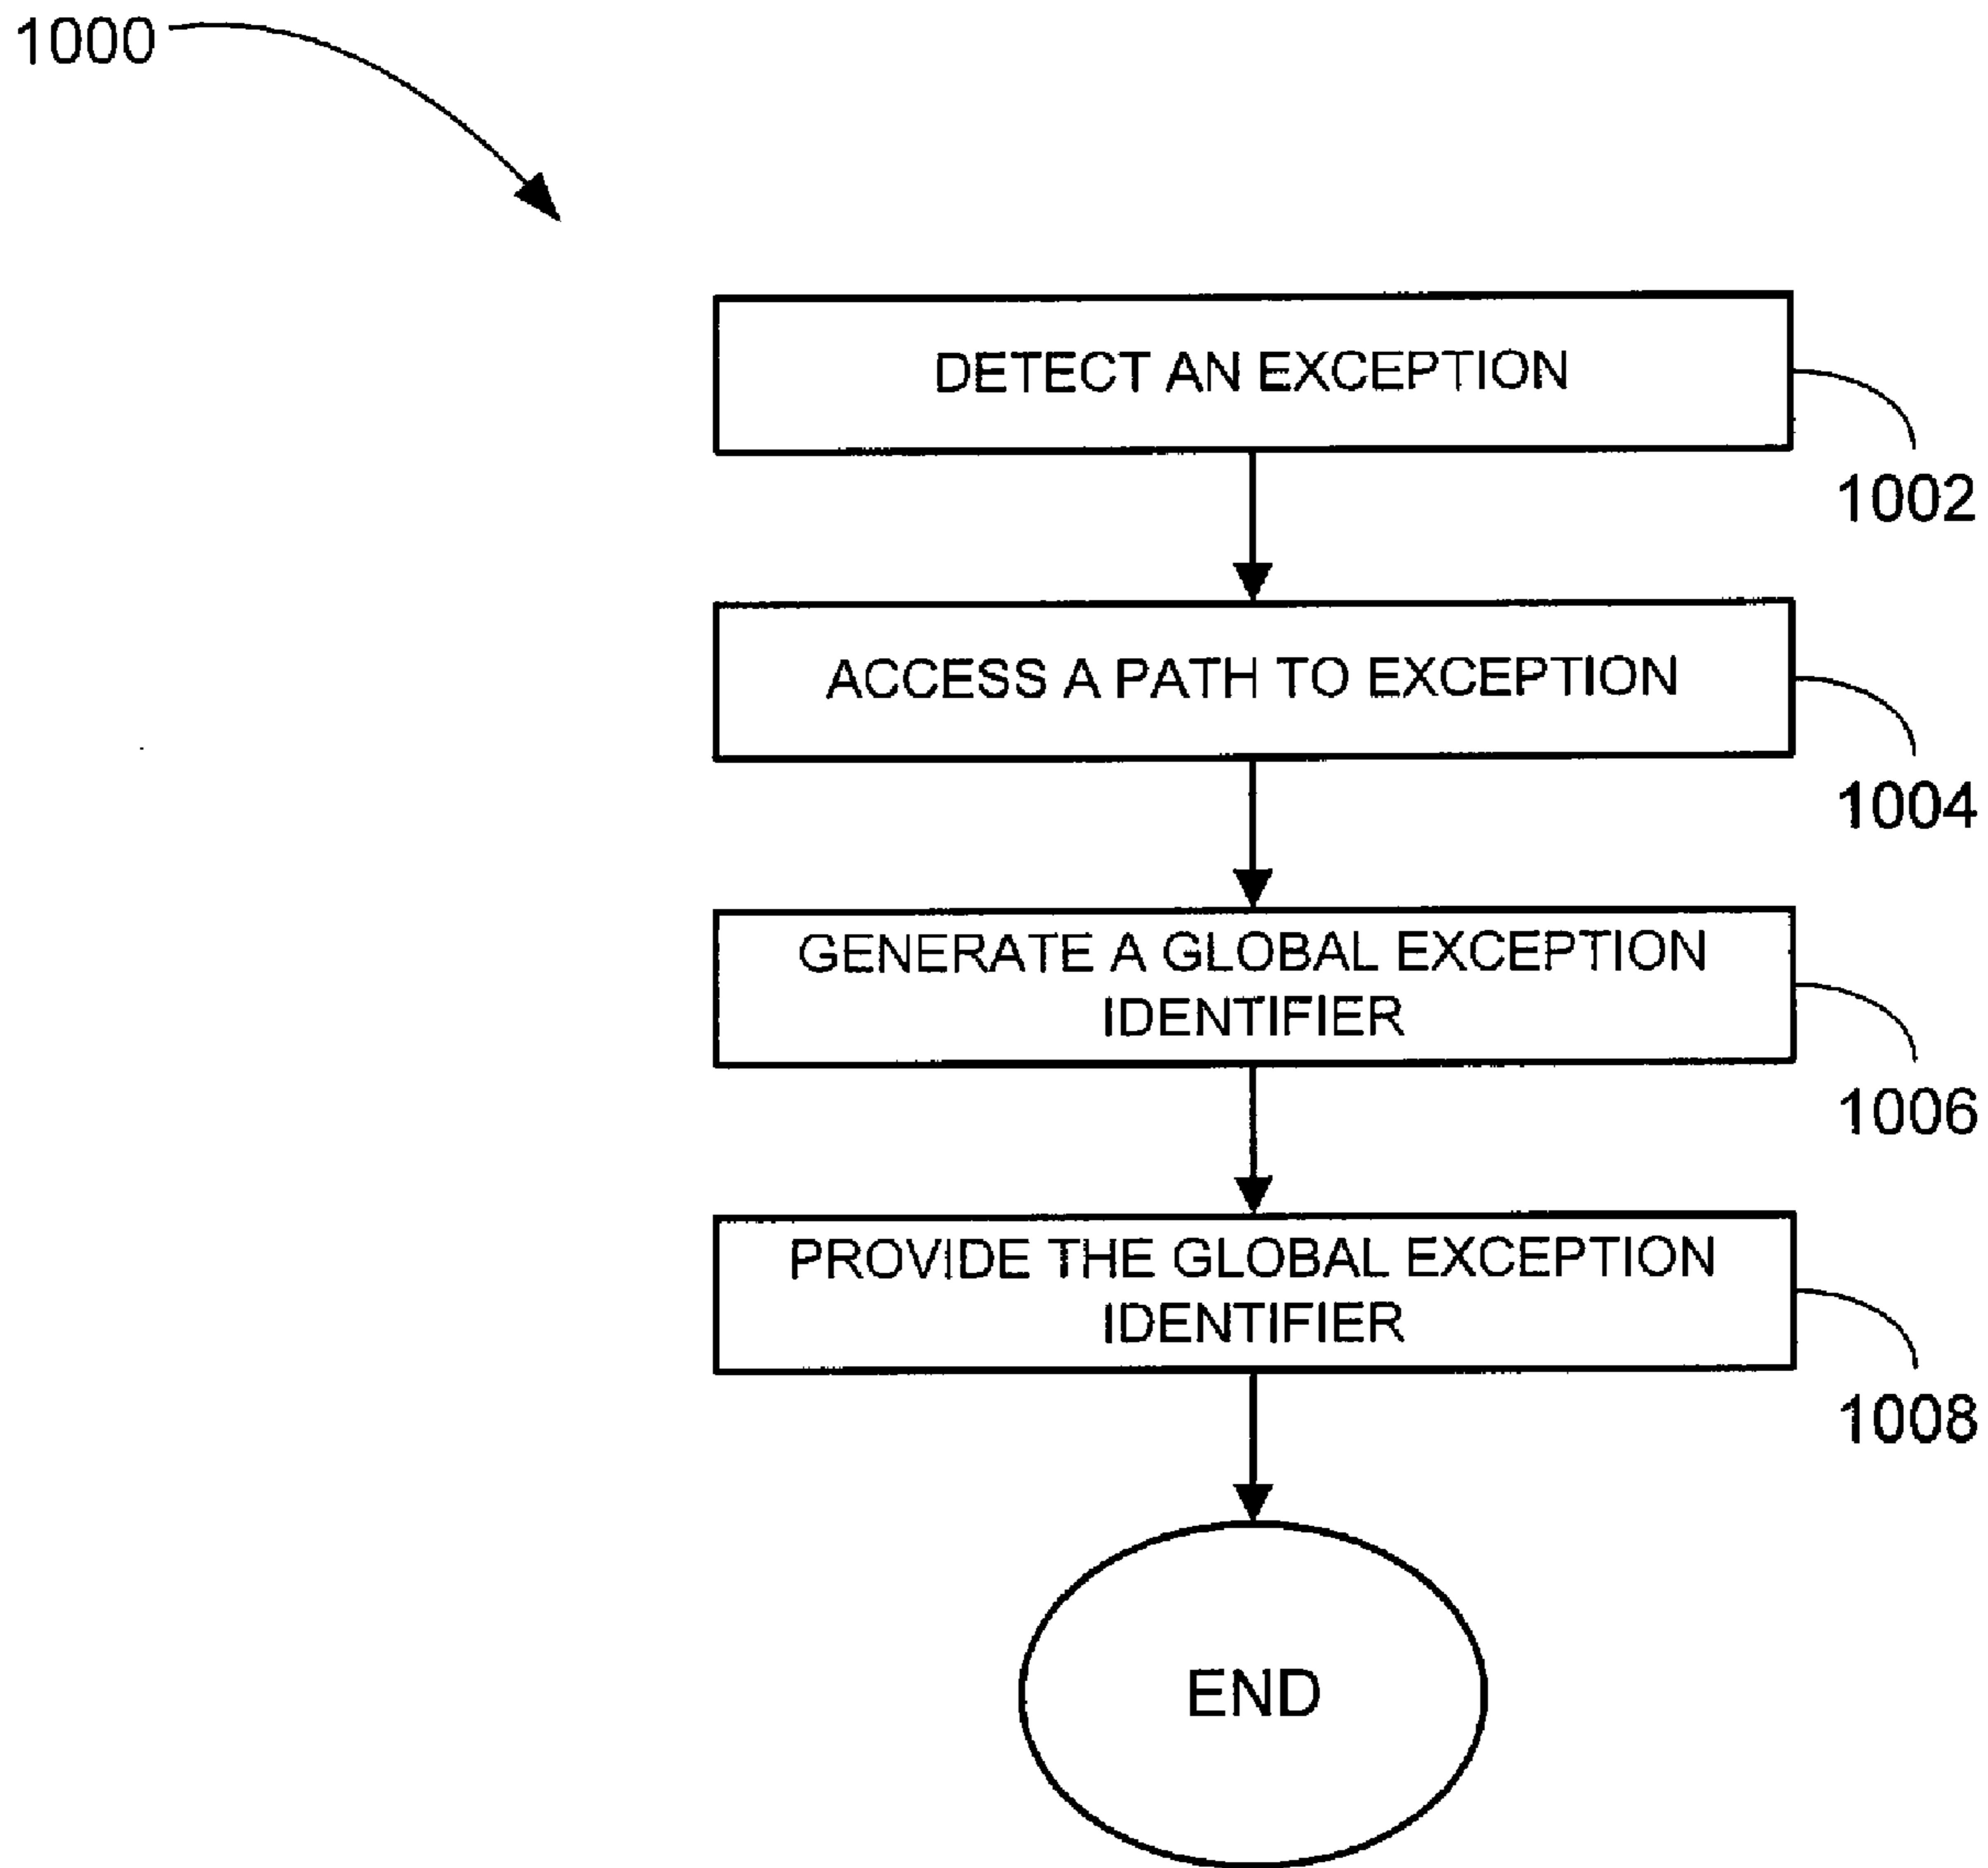 1000
DETECT AN EXCEPTION
1002
ACCESS A PATH TO EXCEPTION
1004
GENERATE A GLOBAL EXCEPTION
IDENTIFIER
1006
PROVIDE THE GLOBAL EXCEPTION
IDENTIFIER
1008
END